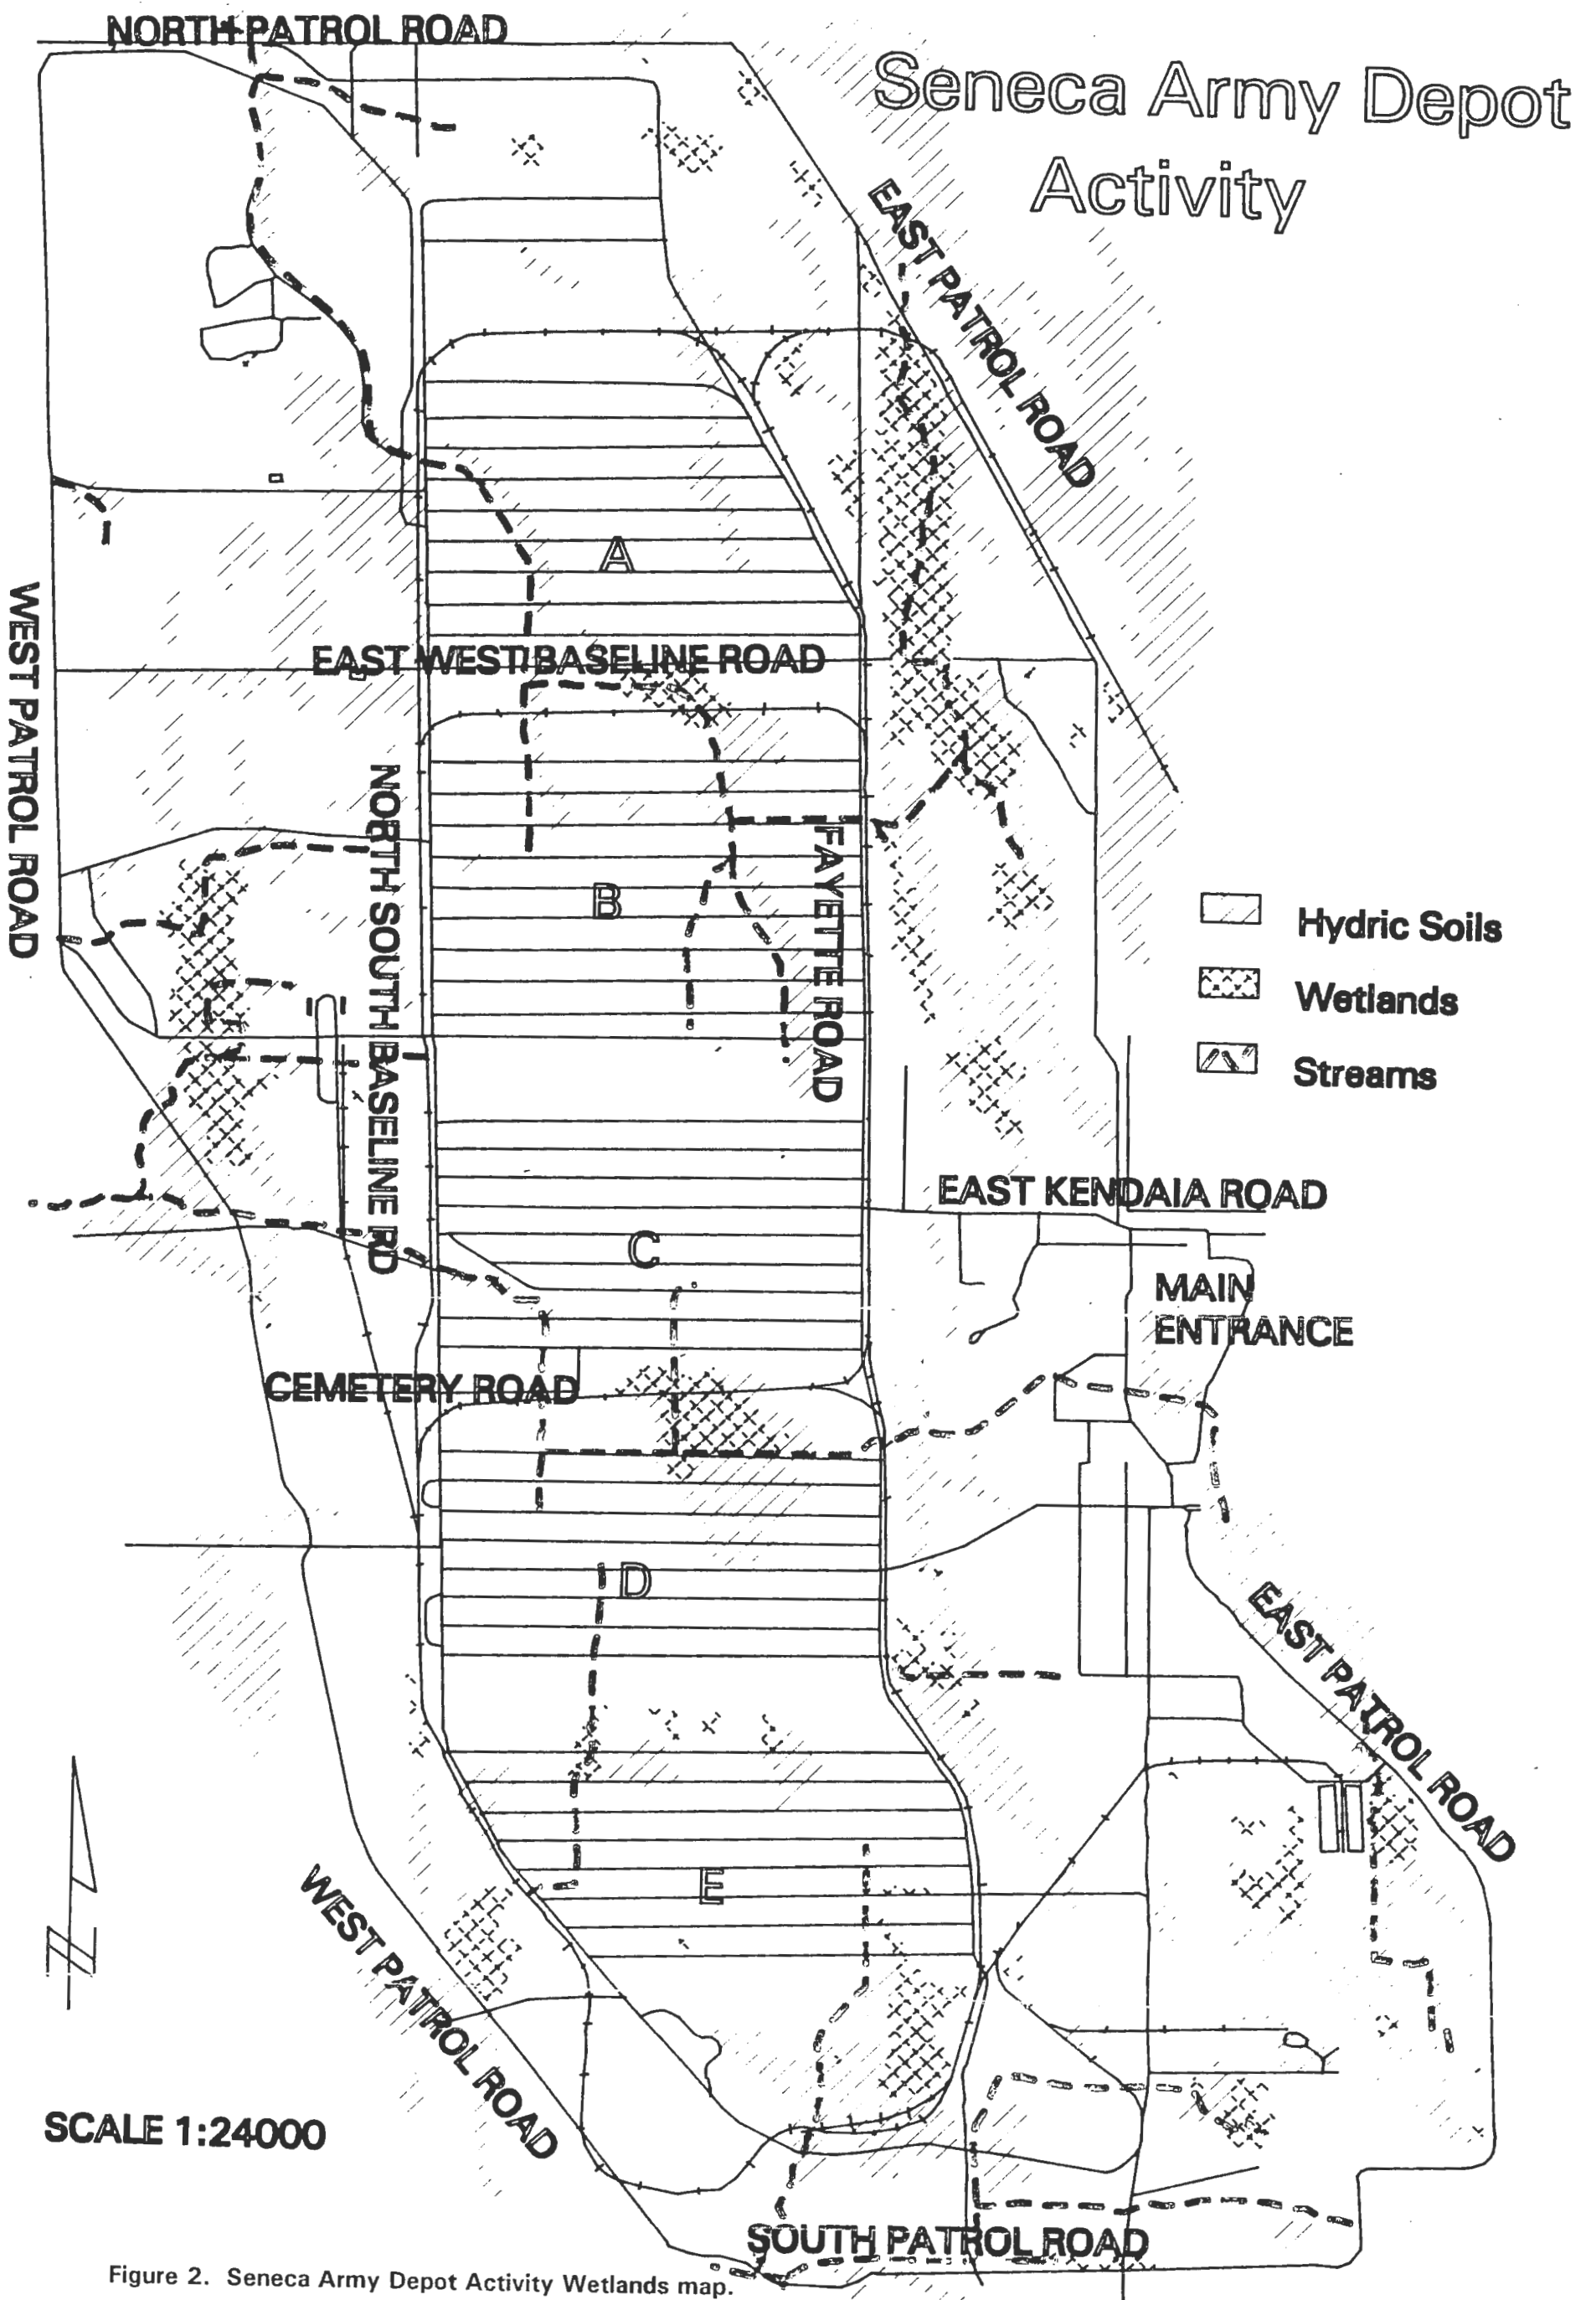 NORTH PATROL ROAD
Seneca Army Depot
Activity
EAST PATROL ROAD
A
WEST PATROL ROAD
EAST WEST BASELINE ROAD
NORTH SOUTH BASELINE RD
FAYETTE ROAD
B
Hydric Soils
Wetlands
Streams
EAST KENDAIA ROAD
C
MAIN
ENTRANCE
CEMETERY ROAD
D
EAST PATROL ROAD
E
WEST PATROL ROAD
N
SCALE 1:24000
SOUTH PATROL ROAD
Figure 2. Seneca Army Depot Activity Wetlands map.